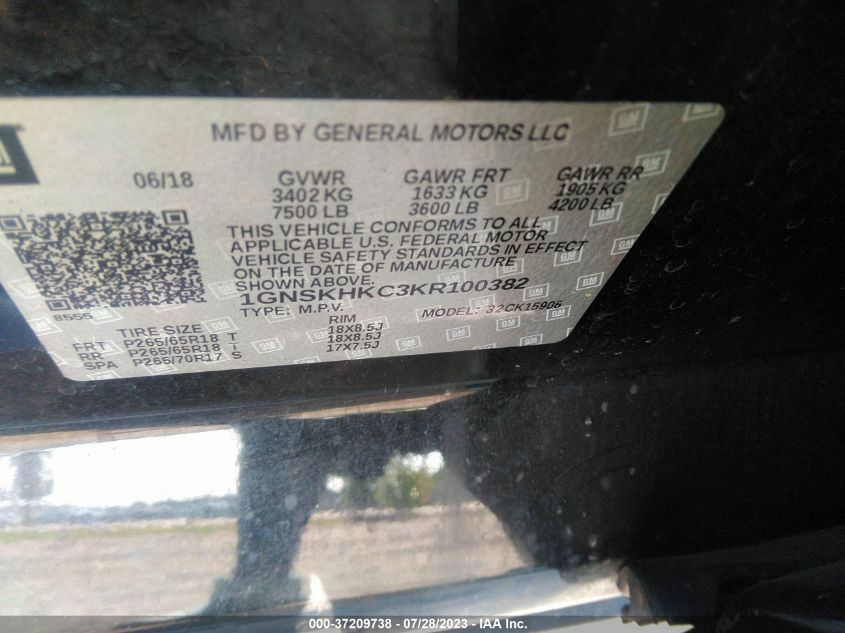 GM
MFD BY GENERAL MOTORS LLC
06/18 GVWR GAWR FRT GAWR RR
3402 KG 1633 KG 1905 KG
7500 LB 3600 LB 4200 LB
THIS VEHICLE CONFORMS TO ALL
APPLICABLE U.S. FEDERAL MOTOR
VEHICLE SAFETY STANDARDS IN EFFECT
ON THE DATE OF MANUFACTURE
SHOWN ABOVE.
1GNSKHKC3KR100382
8555 TYPE: M.P.V. MODEL: 32CK15906
TIRE SIZE RIM
FRT P265/65R18 T 18X8.5J
RR P265/65R18 T 18X8.5J
SPA P265/70R17 S 17X7.5J
000-37209738 - 07/28/2023 - © IAA Inc.